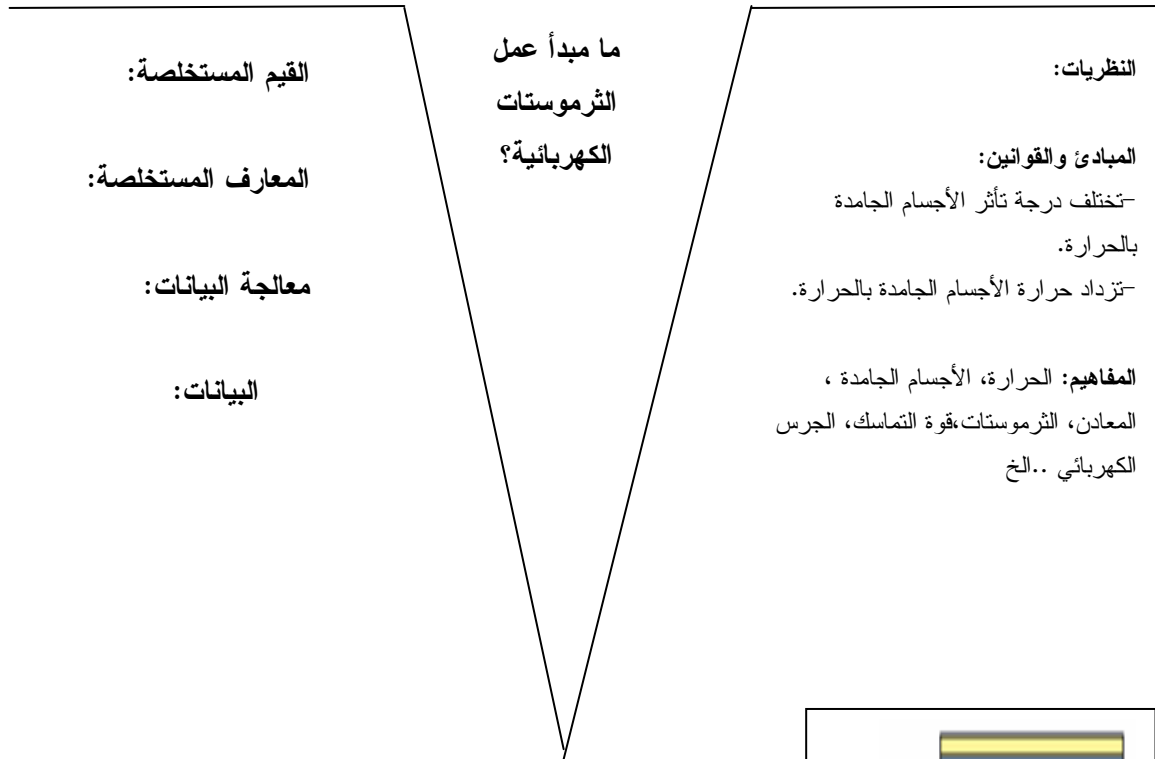 النظريات:
المبادئ والقوانين:
-تختلف درجة تأثر الأجسام الجامدة
بالحرارة.
-تزداد حرارة الأجسام الجامدة بالحرارة.
المفاهيم: الحرارة، الأجسام الجامدة ،
المعادن، الثرموستات،قوة التماسك، الجرس
الكهربائي ..الخ
ما مبدأ عمل
الثرموستات
الكهربائية؟
القيم المستخلصة:
المعارف المستخلصة:
معالجة البيانات:
البيانات: